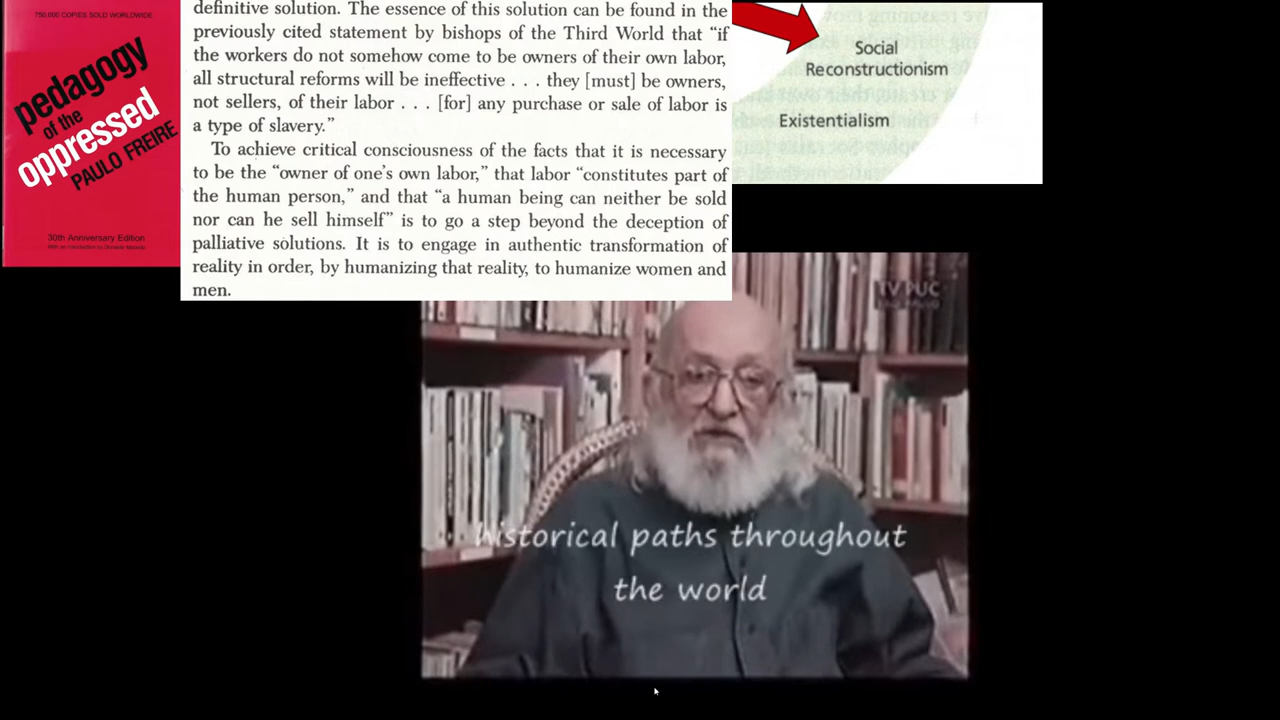 750,000 COPIES SOLD WORLDWIDE
pedagogy
of the
oppressed
PAULO FREIRE
30th Anniversary Edition
definitive solution. The essence of this solution can be found in the
previously cited statement by bishops of the Third World that “if
the workers do not somehow come to be owners of their own labor,
all structural reforms will be ineffective . . . they [must] be owners,
not sellers, of their labor . . . [for] any purchase or sale of labor is
a type of slavery.”
To achieve critical consciousness of the facts that it is necessary
to be the “owner of one’s own labor,” that labor “constitutes part of
the human person,” and that “a human being can neither be sold
nor can he sell himself” is to go a step beyond the deception of
palliative solutions. It is to engage in authentic transformation of
reality in order, by humanizing that reality, to humanize women and
men.
Social
Reconstructionism
Existentialism
TV PUC
historical paths throughout
the world